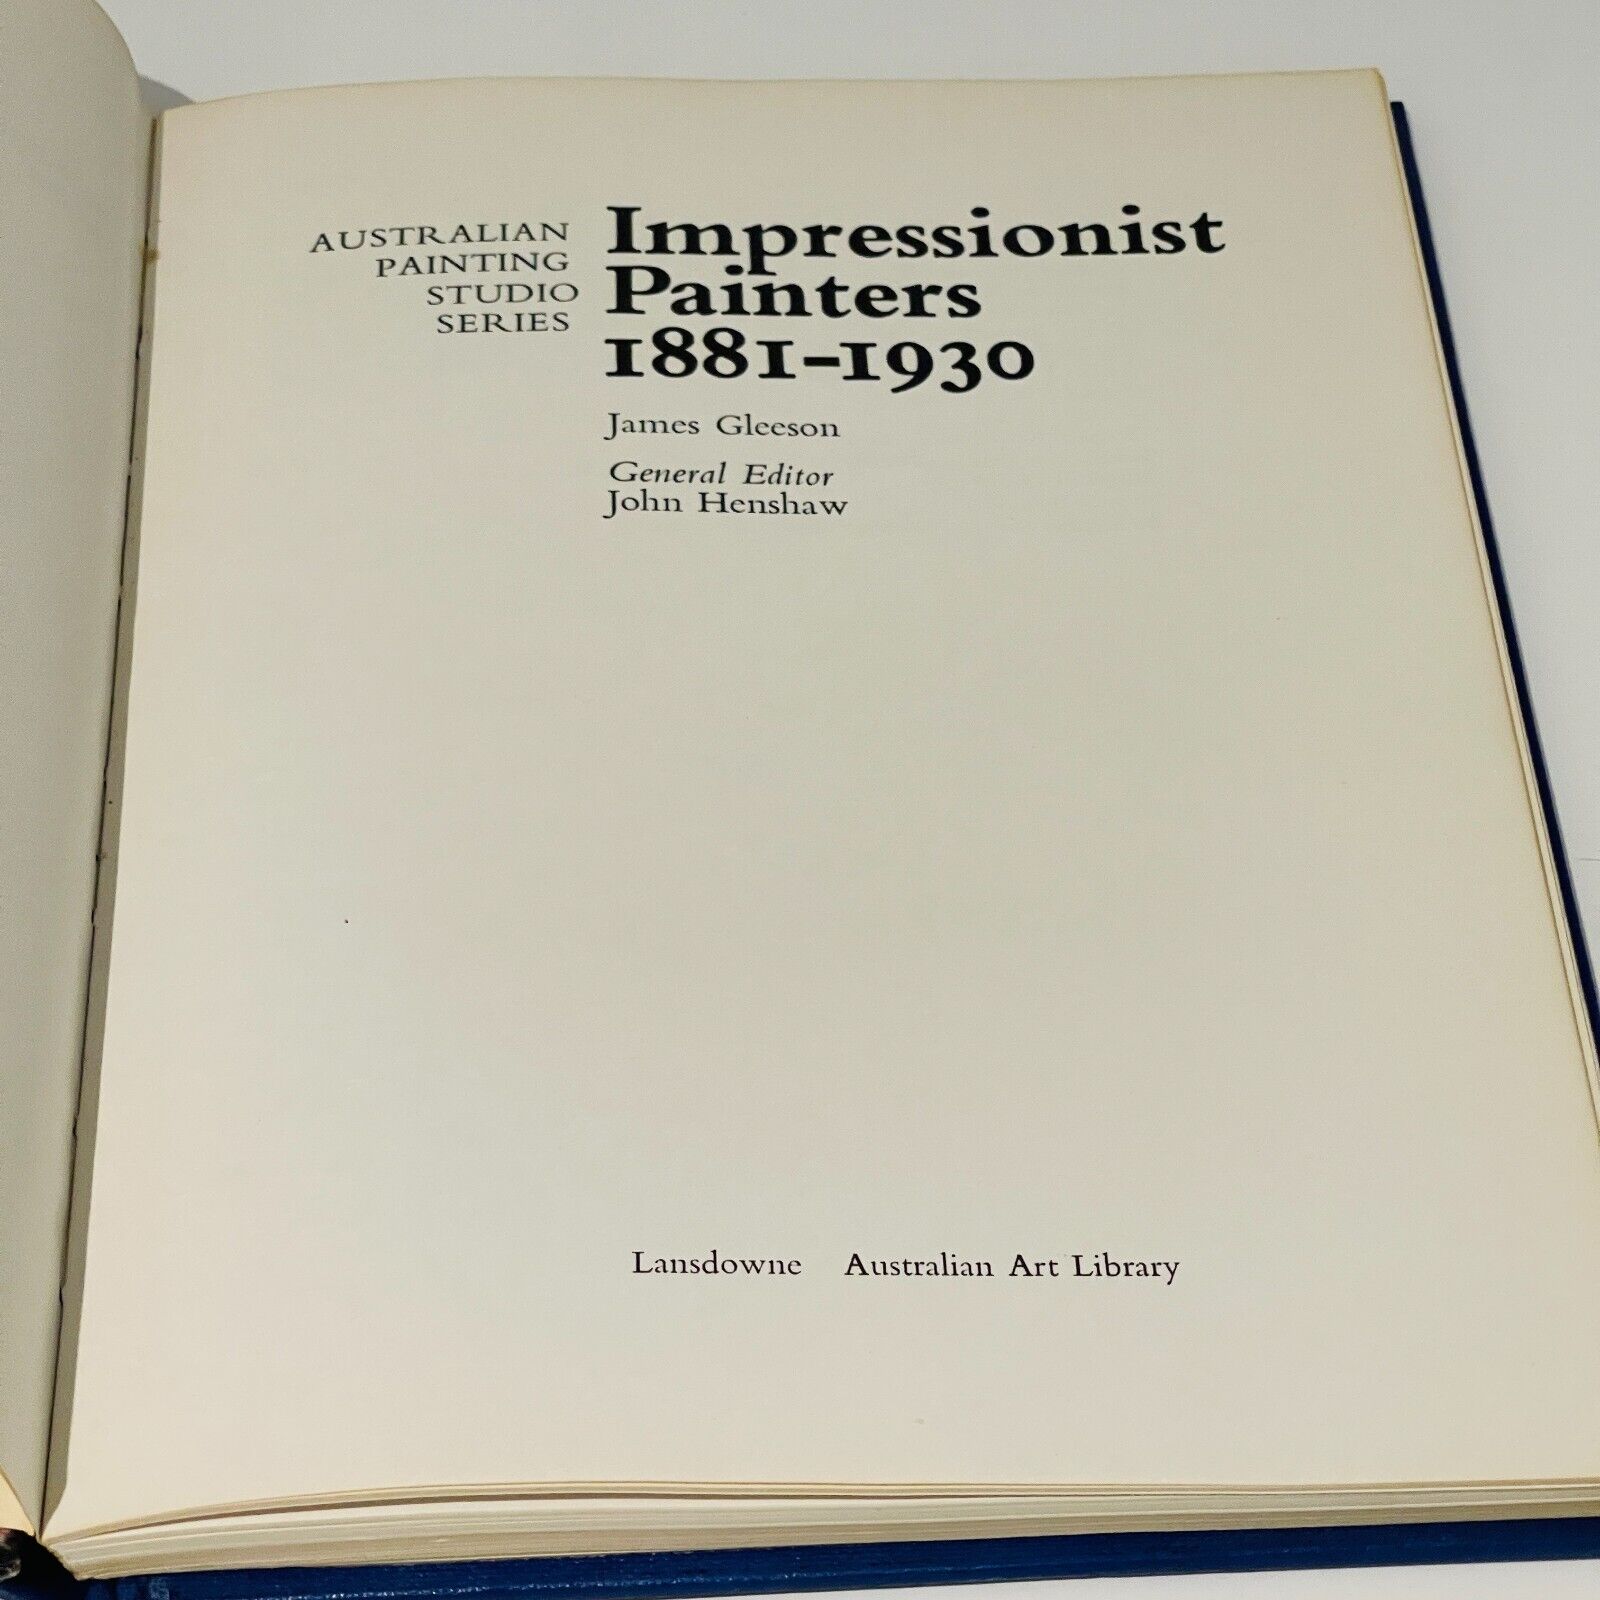 AUSTRALIAN
PAINTING
STUDIO
SERIES
Impressionist
Painters
1881–1930
James Gleeson
General Editor
John Henshaw
Lansdowne Australian Art Library